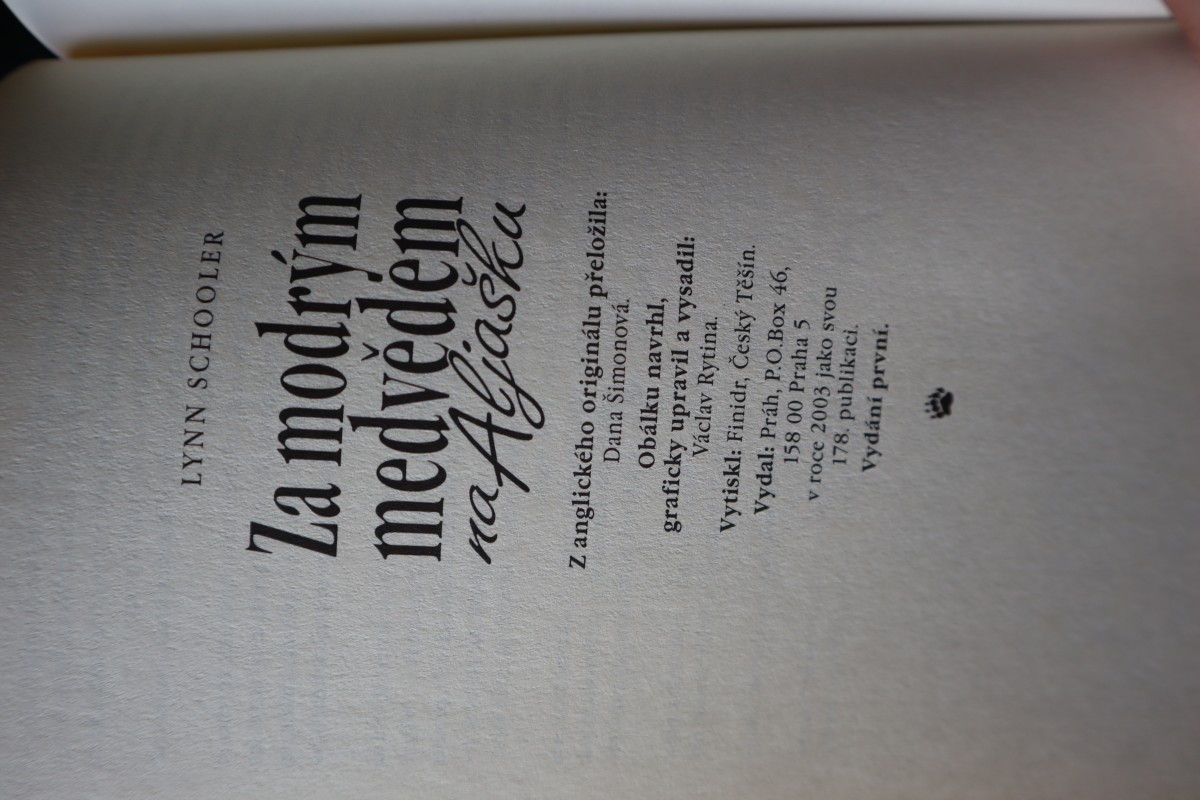 LYNN SCHOOLER
Za modrým
medvědem
na Aljašku
Z anglického originálu přeložila:
Dana Šimonová.
Obálku navrhl,
graficky upravil a vysadil:
Václav Rytina.
Vytiskl: Finidr, Český Těšín.
Vydal: Práh, P.O.Box 46,
158 00 Praha 5
v roce 2003 jako svou
178. publikaci.
Vydání první.